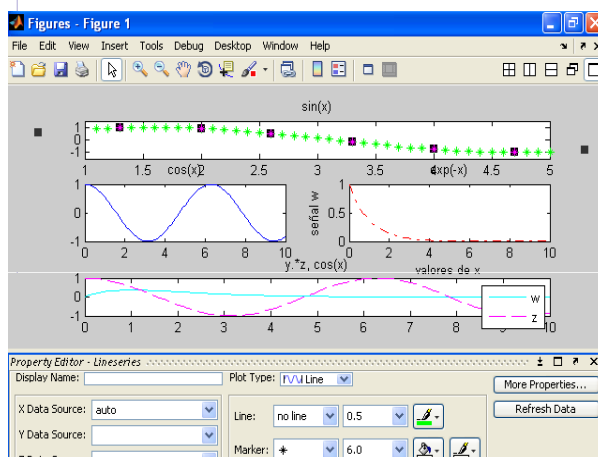 Figures - Figure 1
File Edit View Insert Tools Debug Desktop Window Help
sin(x)
1
0
-1
1 1.5 2 2.5 3 3.5 4 4.5 5
cos(x) exp(-x)
1
0
-1
0 2 4 6 8 10
señal w
1
0.5
0
0 2 4 6 8 10
valores de x
y.*z, cos(x)
1
0
-1
0 1 2 3 4 5 6 7 8 9 10
w
z
Property Editor - Lineseries
Display Name:
Plot Type: Line
More Properties...
X Data Source: auto
Line: no line 0.5
Refresh Data
Y Data Source:
Marker: 6.0